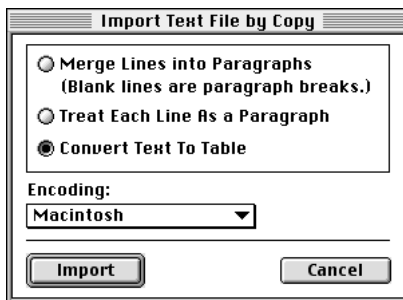 Import Text File by Copy
Merge Lines into Paragraphs
(Blank lines are paragraph breaks.)
Treat Each Line As a Paragraph
Convert Text To Table
Encoding:
Macintosh
Import
Cancel